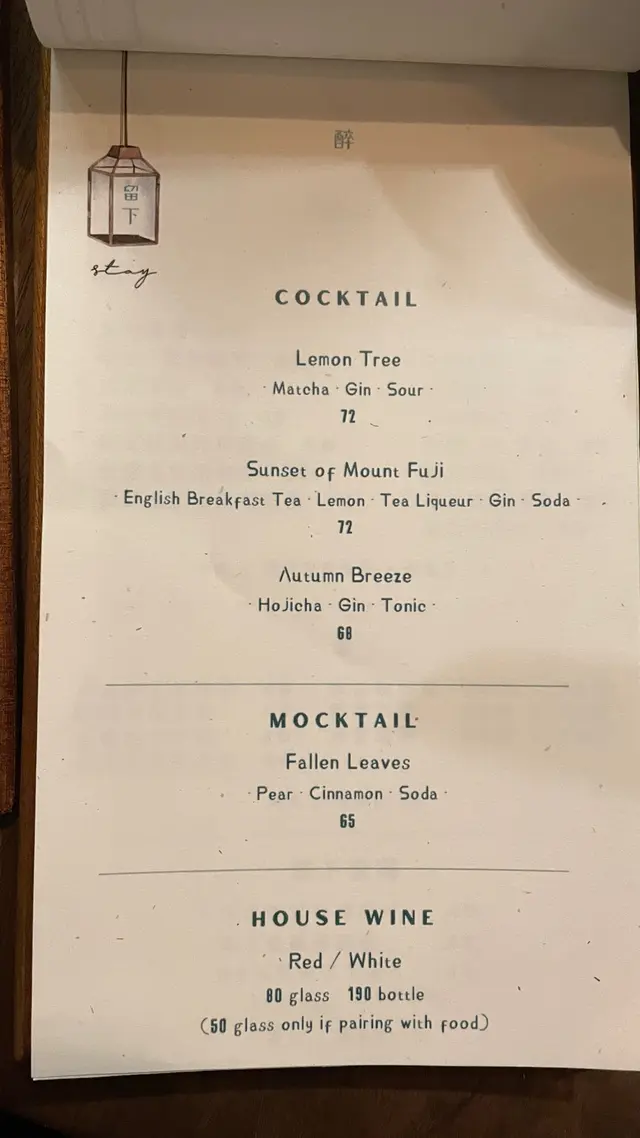 醉
留
下
stay
COCKTAIL
Lemon Tree
· Matcha · Gin · Sour ·
72
Sunset of Mount FuJi
· English Breakfast Tea · Lemon · Tea Liqueur · Gin · Soda ·
72
Autumn Breeze
· HoJicha · Gin · Tonic ·
68
MOCKTAIL
Fallen Leaves
· Pear · Cinnamon · Soda ·
65
HOUSE WINE
Red / White
80 glass 190 bottle
(50 glass only if pairing with food)